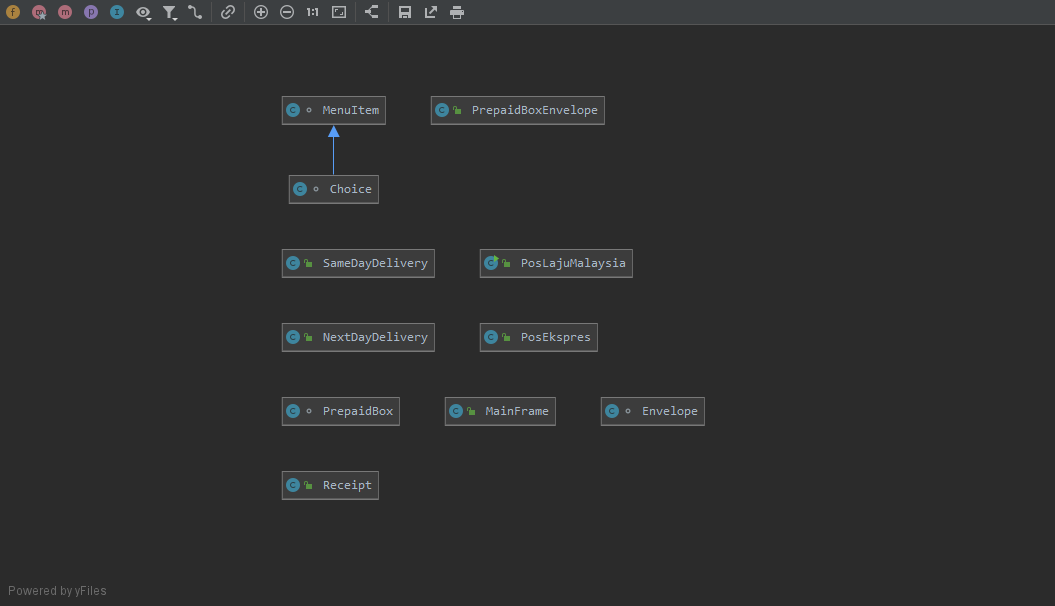 f m m p I 1:1
C MenuItem C PrepaidBoxEnvelope
C Choice
C SameDayDelivery C PosLajuMalaysia
C NextDayDelivery C PosEkspres
C PrepaidBox C MainFrame C Envelope
C Receipt
Powered by yFiles